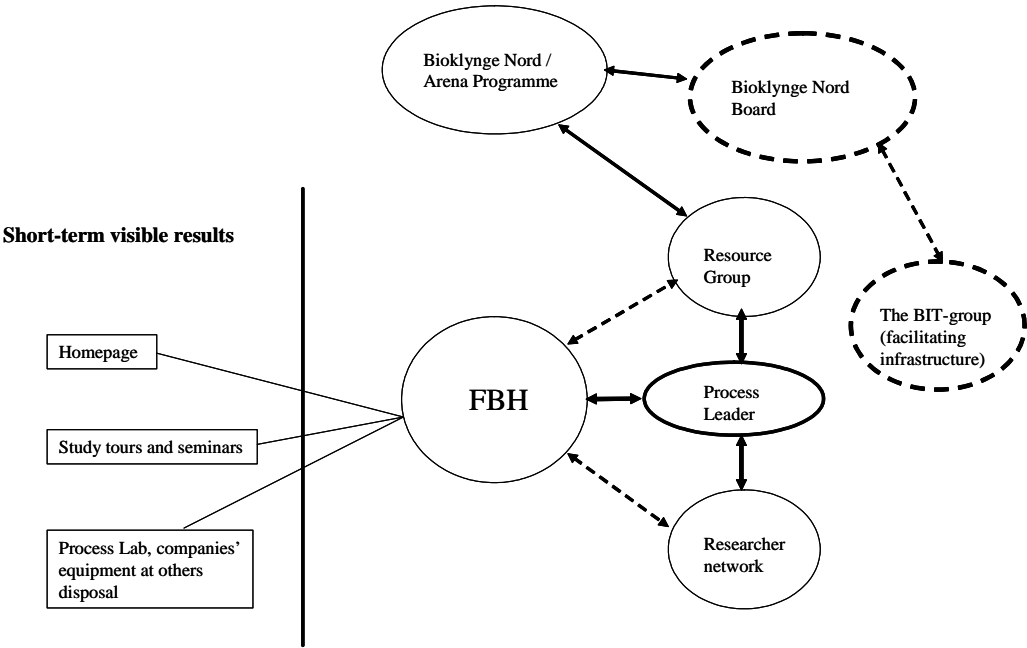 Bioklynge Nord /
Arena Programme
Bioklynge Nord
Board
Short-term visible results
Resource
Group
The BIT-group
(facilitating
infrastructure)
Homepage
FBH
Process
Leader
Study tours and seminars
Process Lab, companies’
equipment at others
disposal
Researcher
network